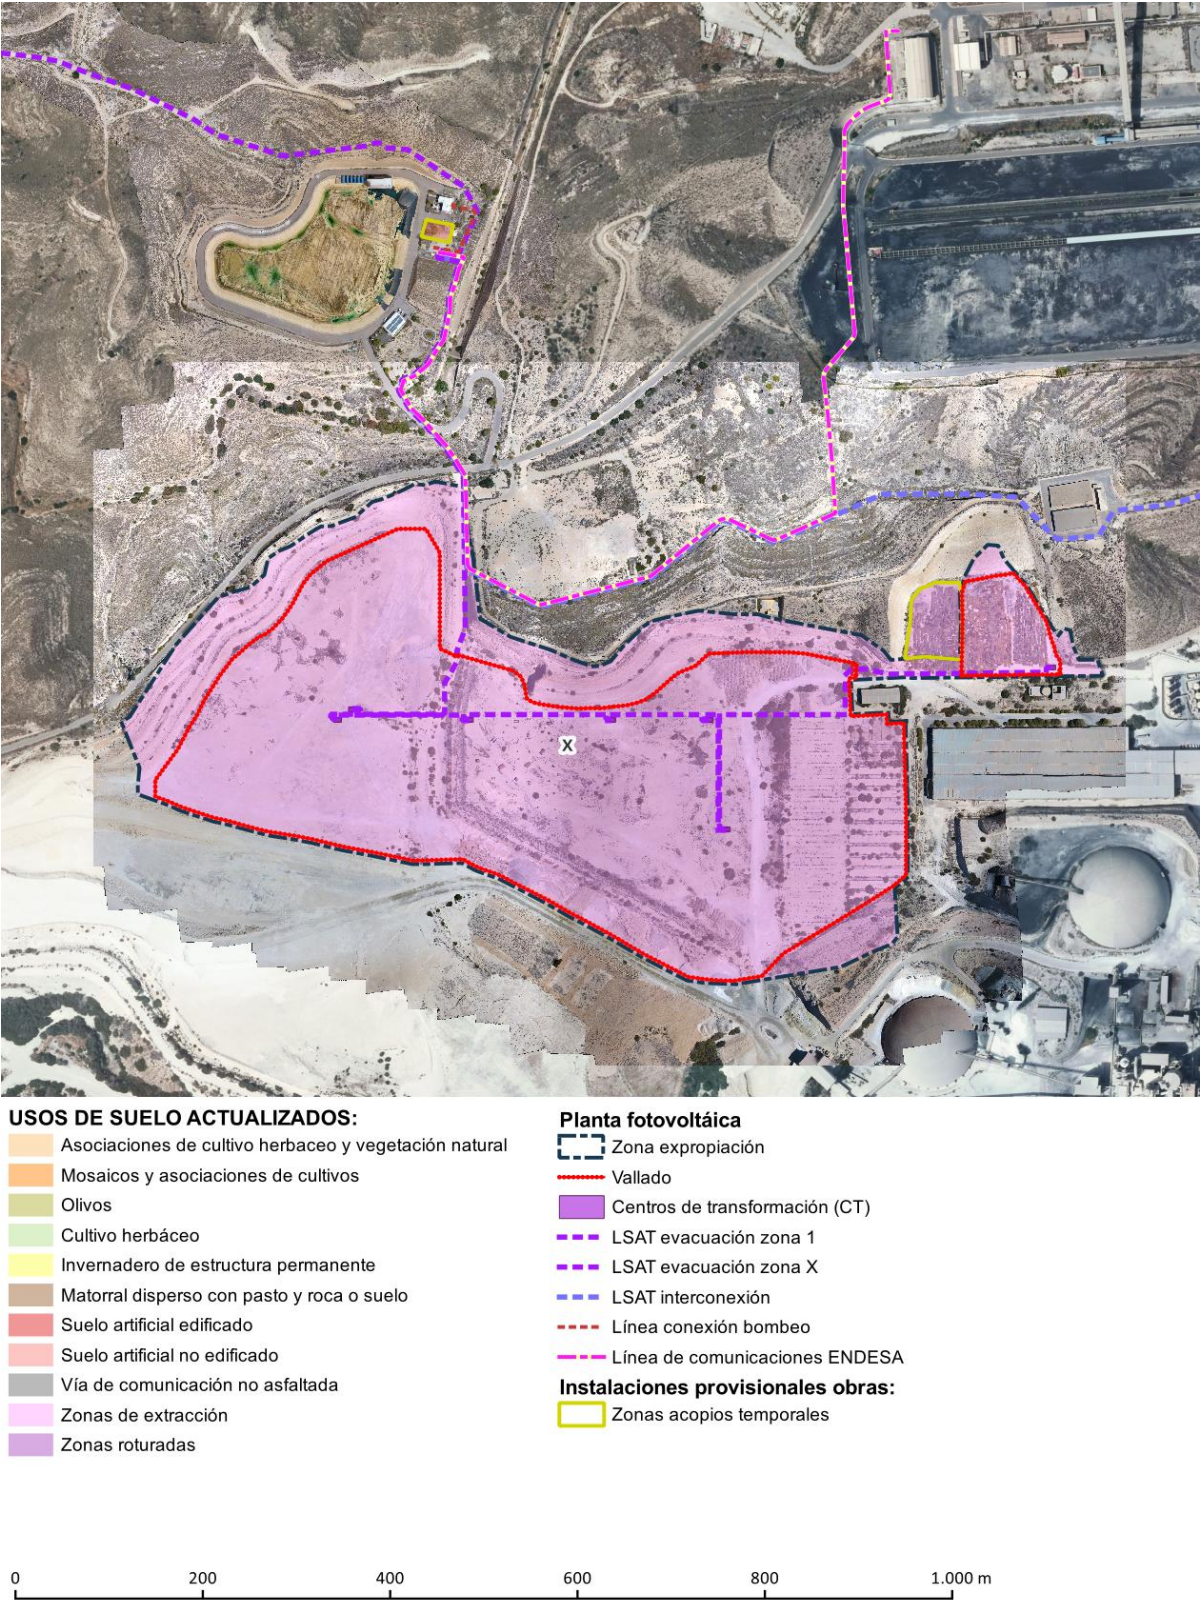 X
USOS DE SUELO ACTUALIZADOS:
Asociaciones de cultivo herbaceo y vegetación natural
Mosaicos y asociaciones de cultivos
Olivos
Cultivo herbáceo
Invernadero de estructura permanente
Matorral disperso con pasto y roca o suelo
Suelo artificial edificado
Suelo artificial no edificado
Vía de comunicación no asfaltada
Zonas de extracción
Zonas roturadas
Planta fotovoltáica
Zona expropiación
Vallado
Centros de transformación (CT)
LSAT evacuación zona 1
LSAT evacuación zona X
LSAT interconexión
Línea conexión bombeo
Línea de comunicaciones ENDESA
Instalaciones provisionales obras:
Zonas acopios temporales
0 200 400 600 800 1.000 m